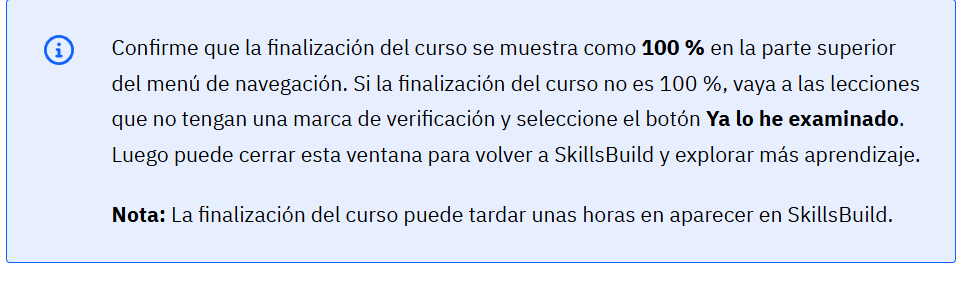 Confirme que la finalización del curso se muestra como 100 % en la parte superior
del menú de navegación. Si la finalización del curso no es 100 %, vaya a las lecciones
que no tengan una marca de verificación y seleccione el botón Ya lo he examinado.
Luego puede cerrar esta ventana para volver a SkillsBuild y explorar más aprendizaje.
Nota: La finalización del curso puede tardar unas horas en aparecer en SkillsBuild.